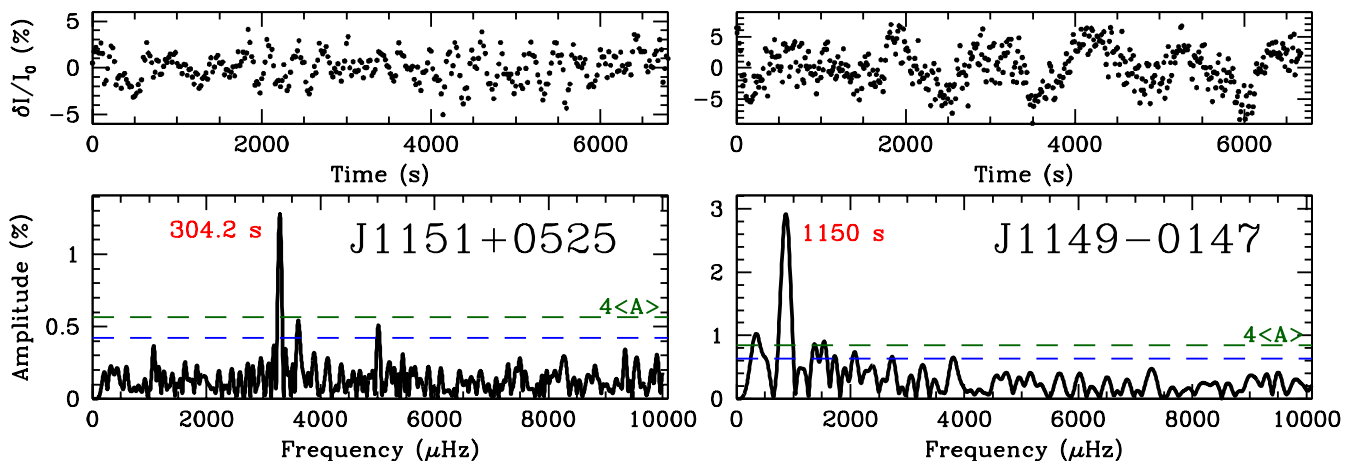 δI/I₀ (%)
5
0
−5
0 2000 4000 6000
Time (s)
5
0
−5
0 2000 4000 6000
Time (s)
Amplitude (%)
1
0.5
0
304.2 s
J1151+0525
4<A>
0 2000 4000 6000 8000 10000
Frequency (μHz)
3
2
1
0
1150 s
J1149−0147
4<A>
0 2000 4000 6000 8000 10000
Frequency (μHz)